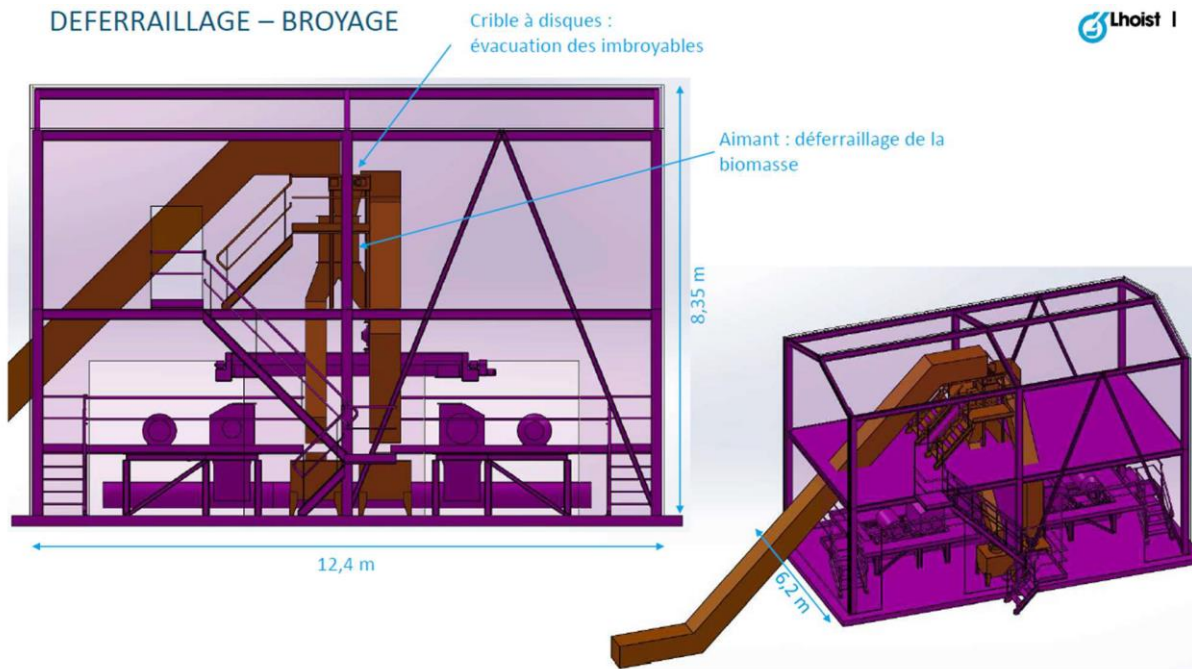 DEFERRAILLAGE – BROYAGE
Crible à disques :
évacuation des imbroyables
Lhoist
Aimant : déferraillage de la
biomasse
8,35 m
12,4 m
6,2 m